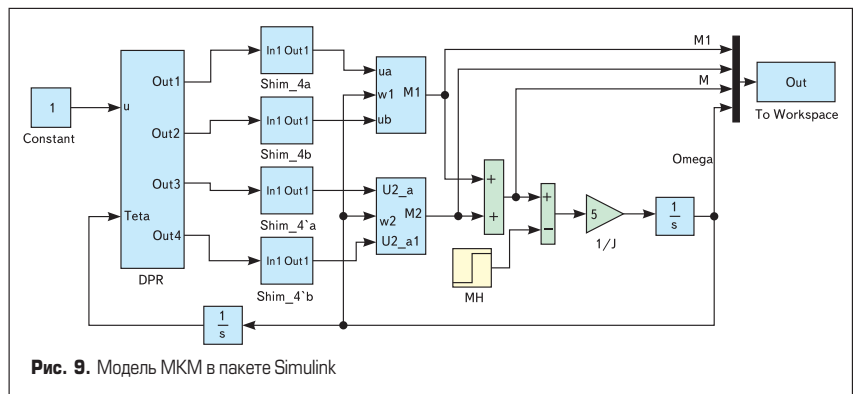 1
Constant
u
Teta
Out1
Out2
Out3
Out4
DPR
In1 Out1
Shim_4a
In1 Out1
Shim_4b
In1 Out1
Shim_4`a
In1 Out1
Shim_4`b
ua
w1
ub
M1
U2_a
w2
U2_a1
M2
+
+
MH
+
−
5
1/J
1
s
1
s
M1
M
Omega
Out
To Workspace
Рис. 9. Модель МКМ в пакете Simulink